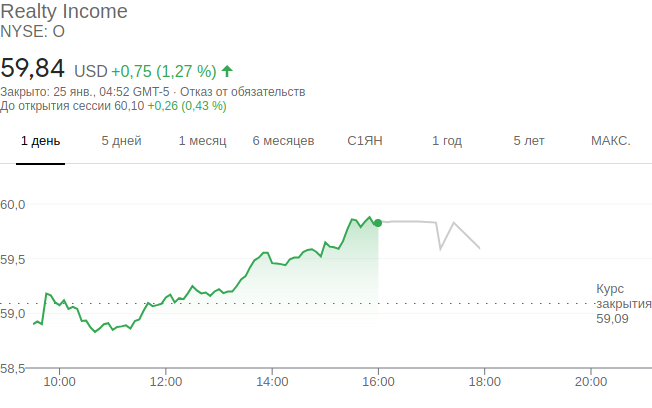 Realty Income
NYSE: O
59,84 USD +0,75 (1,27 %)
Закрыто: 25 янв., 04:52 GMT-5 · Отказ от обязательств
До открытия сессии 60,10 +0,26 (0,43 %)
1 день 5 дней 1 месяц 6 месяцев С1ЯН 1 год 5 лет МАКС.
60,0
59,5
59,0
58,5
Курс
закрытия
59,09
10:00 12:00 14:00 16:00 18:00 20:00